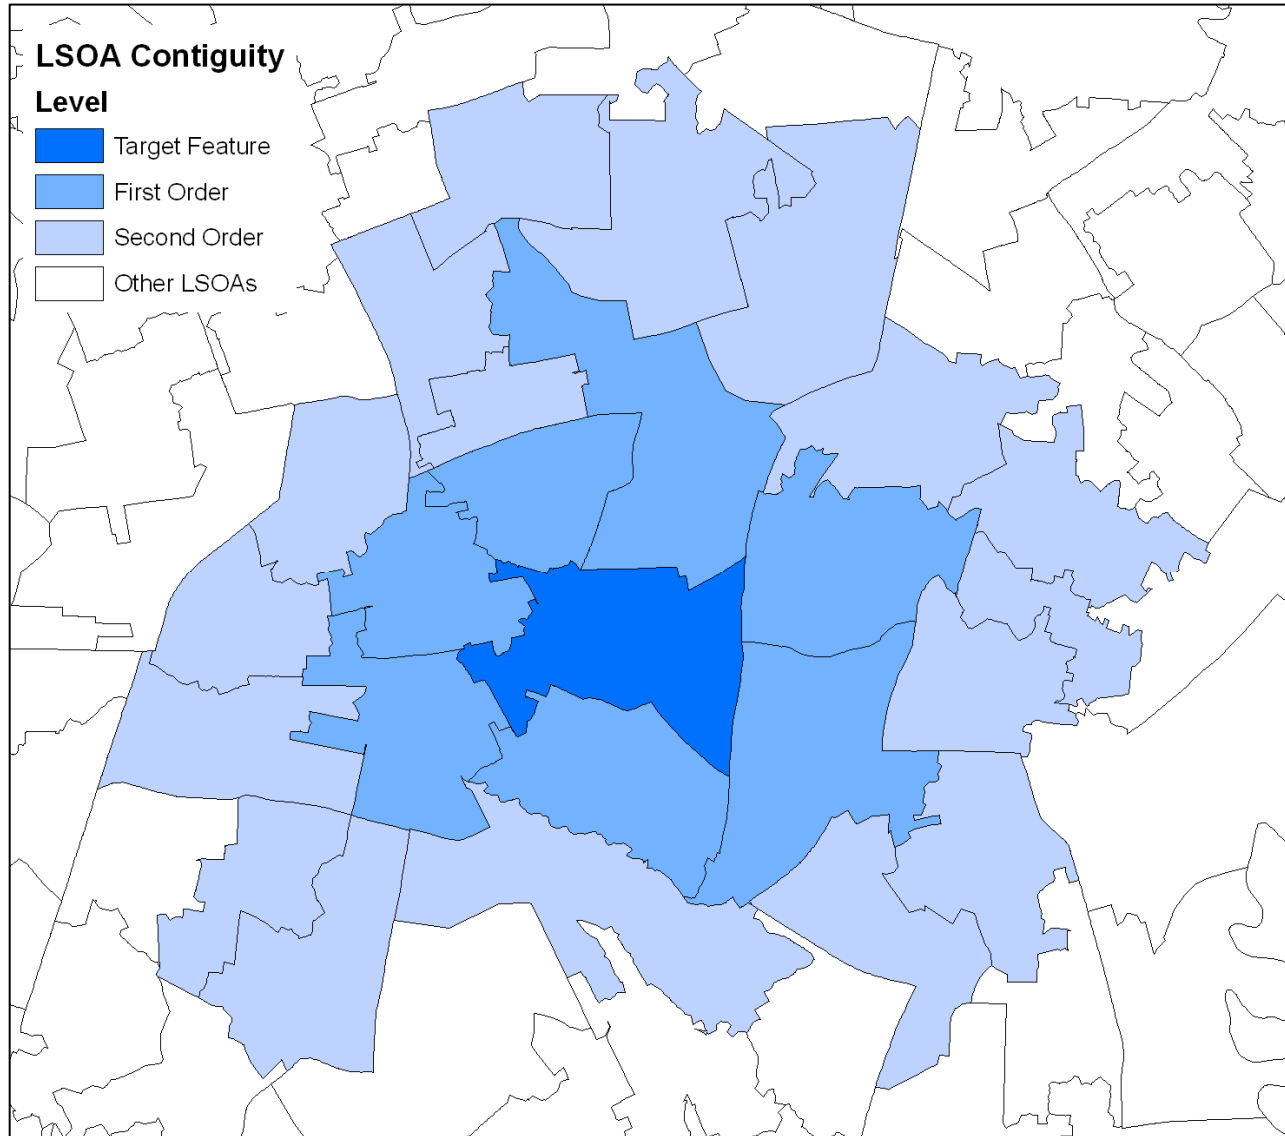 LSOA Contiguity
Level
Target Feature
First Order
Second Order
Other LSOAs